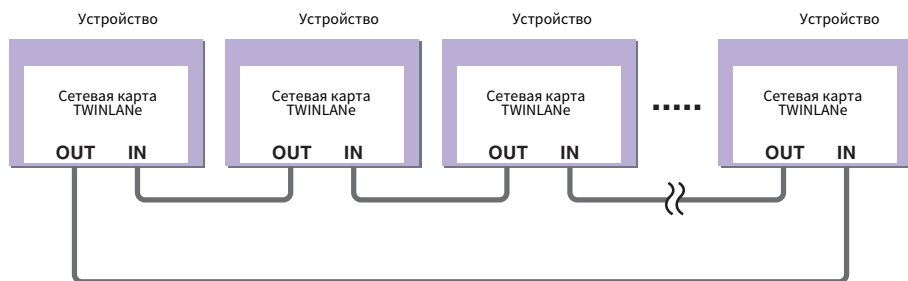 Устройство Устройство Устройство Устройство
Сетевая карта TWINLANe
Сетевая карта TWINLANe
Сетевая карта TWINLANe
.....
Сетевая карта TWINLANe
OUT IN OUT IN OUT IN OUT IN